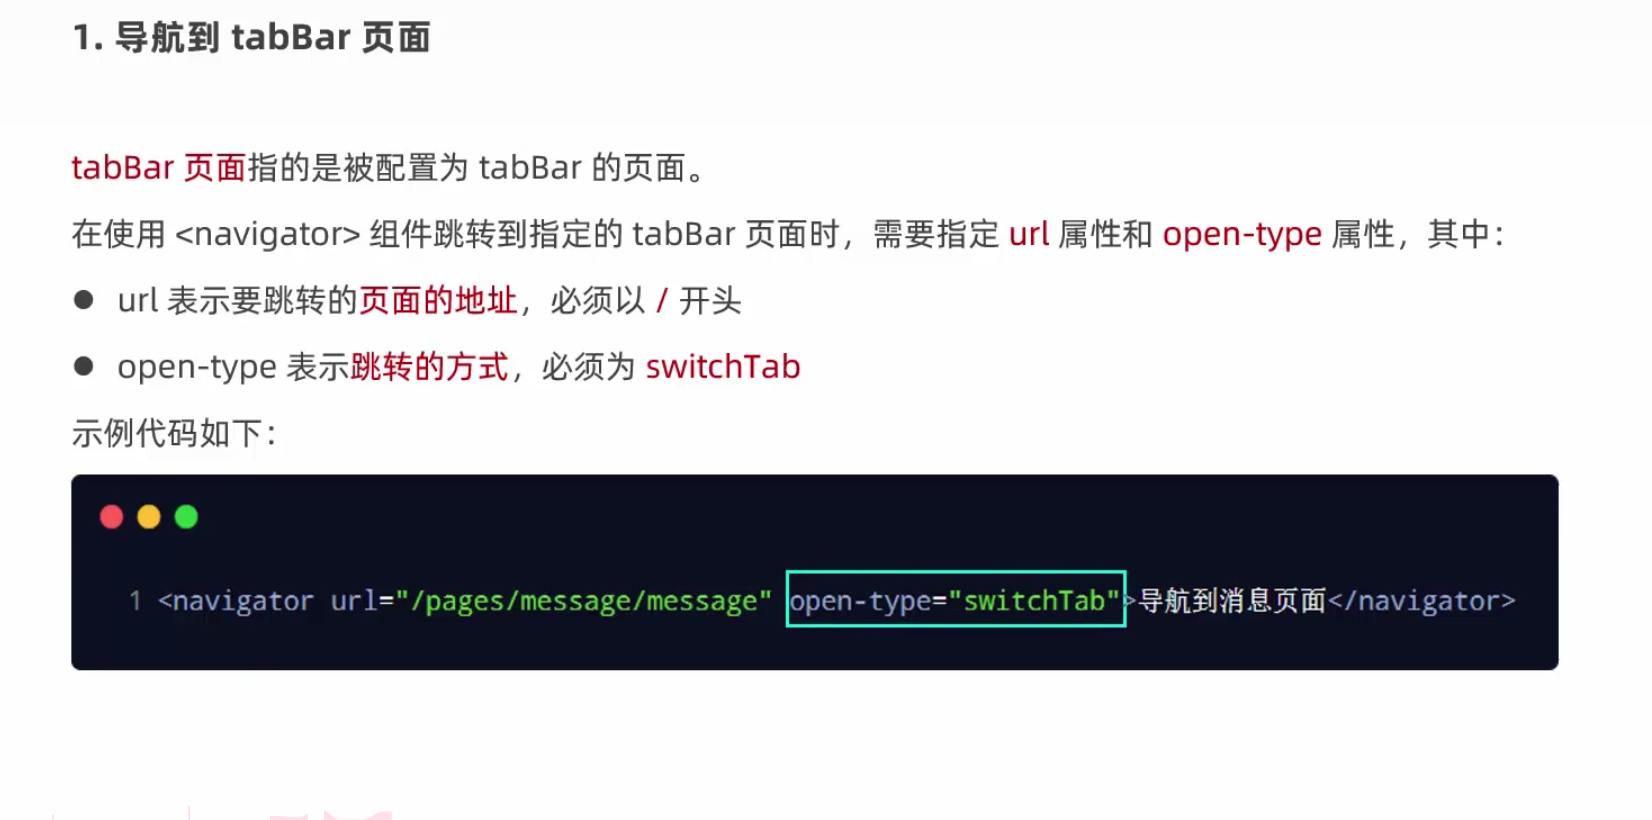 1. 导航到 tabBar 页面
tabBar 页面指的是被配置为 tabBar 的页面。
在使用 <navigator> 组件跳转到指定的 tabBar 页面时，需要指定 url 属性和 open-type 属性，其中：
● url 表示要跳转的页面的地址，必须以 / 开头
● open-type 表示跳转的方式，必须为 switchTab
示例代码如下：
1 <navigator url="/pages/message/message" open-type="switchTab">导航到消息页面</navigator>